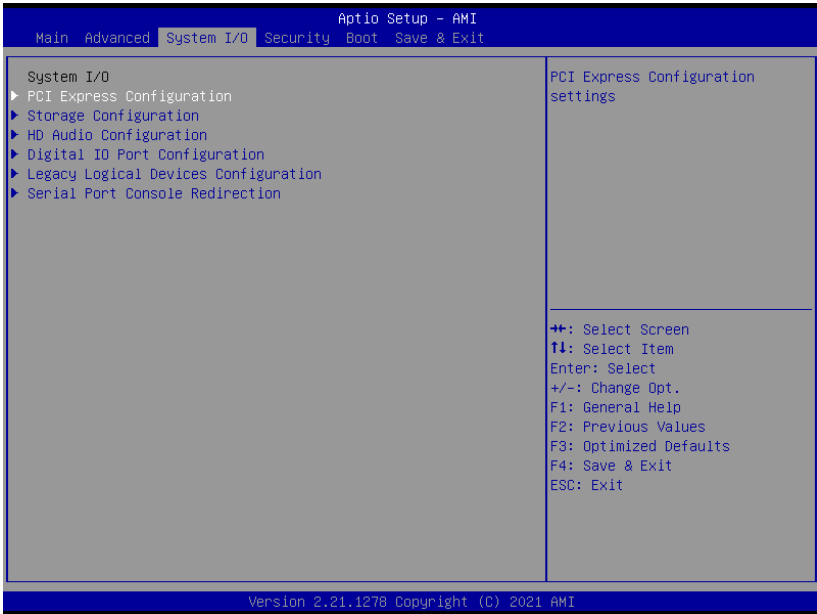 Aptio Setup – AMI
Main Advanced System I/O Security Boot Save & Exit
System I/O
▶ PCI Express Configuration
▶ Storage Configuration
▶ HD Audio Configuration
▶ Digital IO Port Configuration
▶ Legacy Logical Devices Configuration
▶ Serial Port Console Redirection
PCI Express Configuration
settings
→←: Select Screen
↑↓: Select Item
Enter: Select
+/-: Change Opt.
F1: General Help
F2: Previous Values
F3: Optimized Defaults
F4: Save & Exit
ESC: Exit
Version 2.21.1278 Copyright (C) 2021 AMI